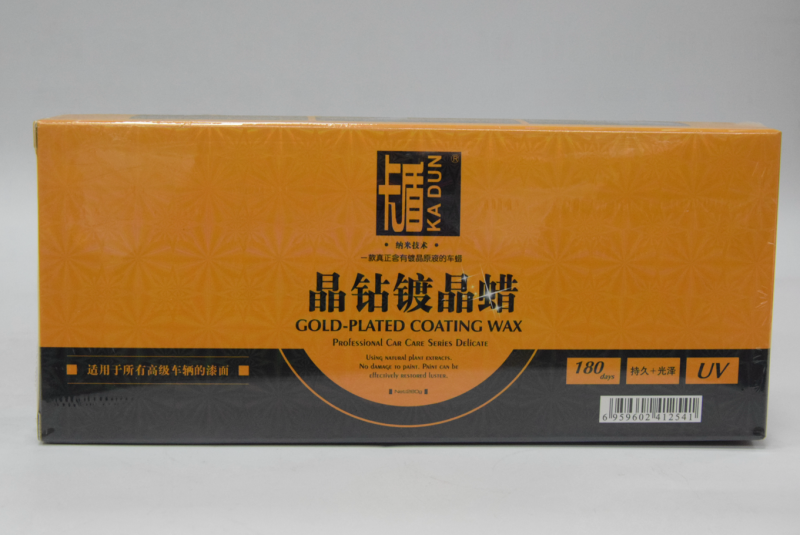 卡盾®
KADUN
• 纳米技术 •
一款真正含有镀晶原液的车蜡
晶钻镀晶蜡
GOLD-PLATED COATING WAX
Professional Car Care Series Delicate
Using natural plant extracts.
No damage to paint. Paint can be
effectively restored luster.
适用于所有高级车辆的漆面
180 days
持久+光泽
UV
6 959602 412541